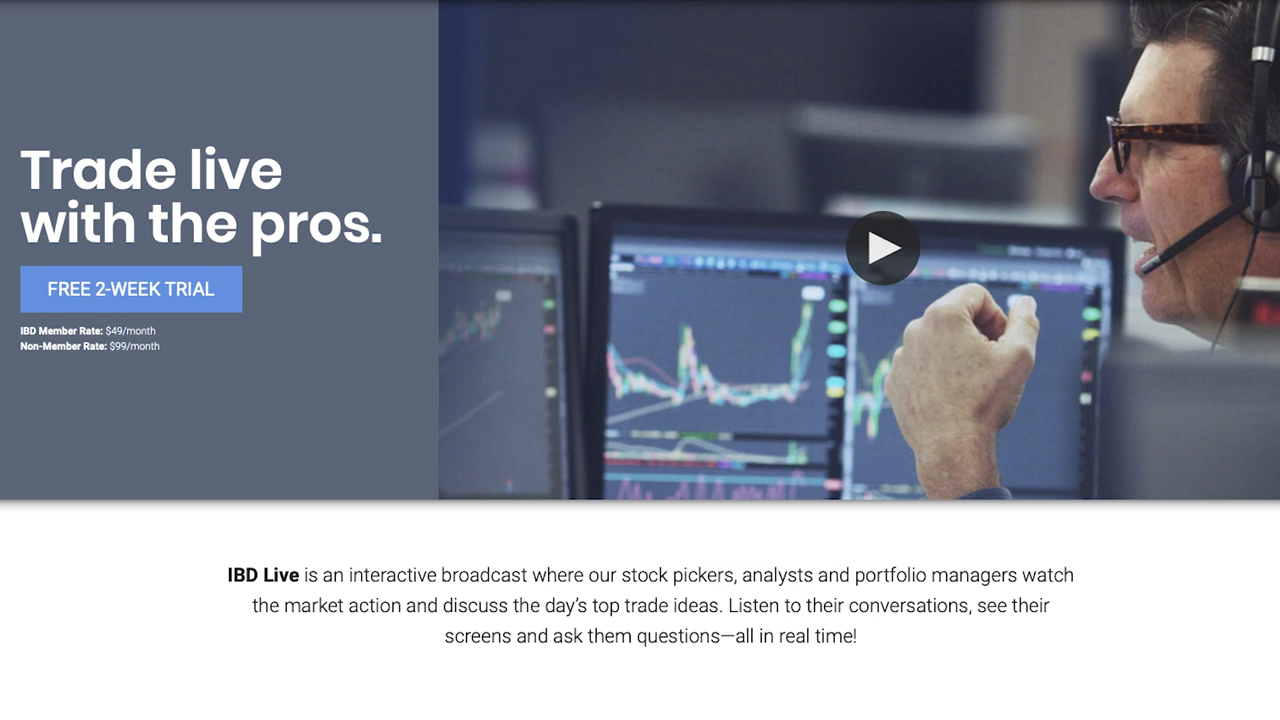 Trade live
with the pros.
FREE 2-WEEK TRIAL
IBD Member Rate: $49/month
Non-Member Rate: $99/month
IBD Live is an interactive broadcast where our stock pickers, analysts and portfolio managers watch
the market action and discuss the day’s top trade ideas. Listen to their conversations, see their
screens and ask them questions—all in real time!